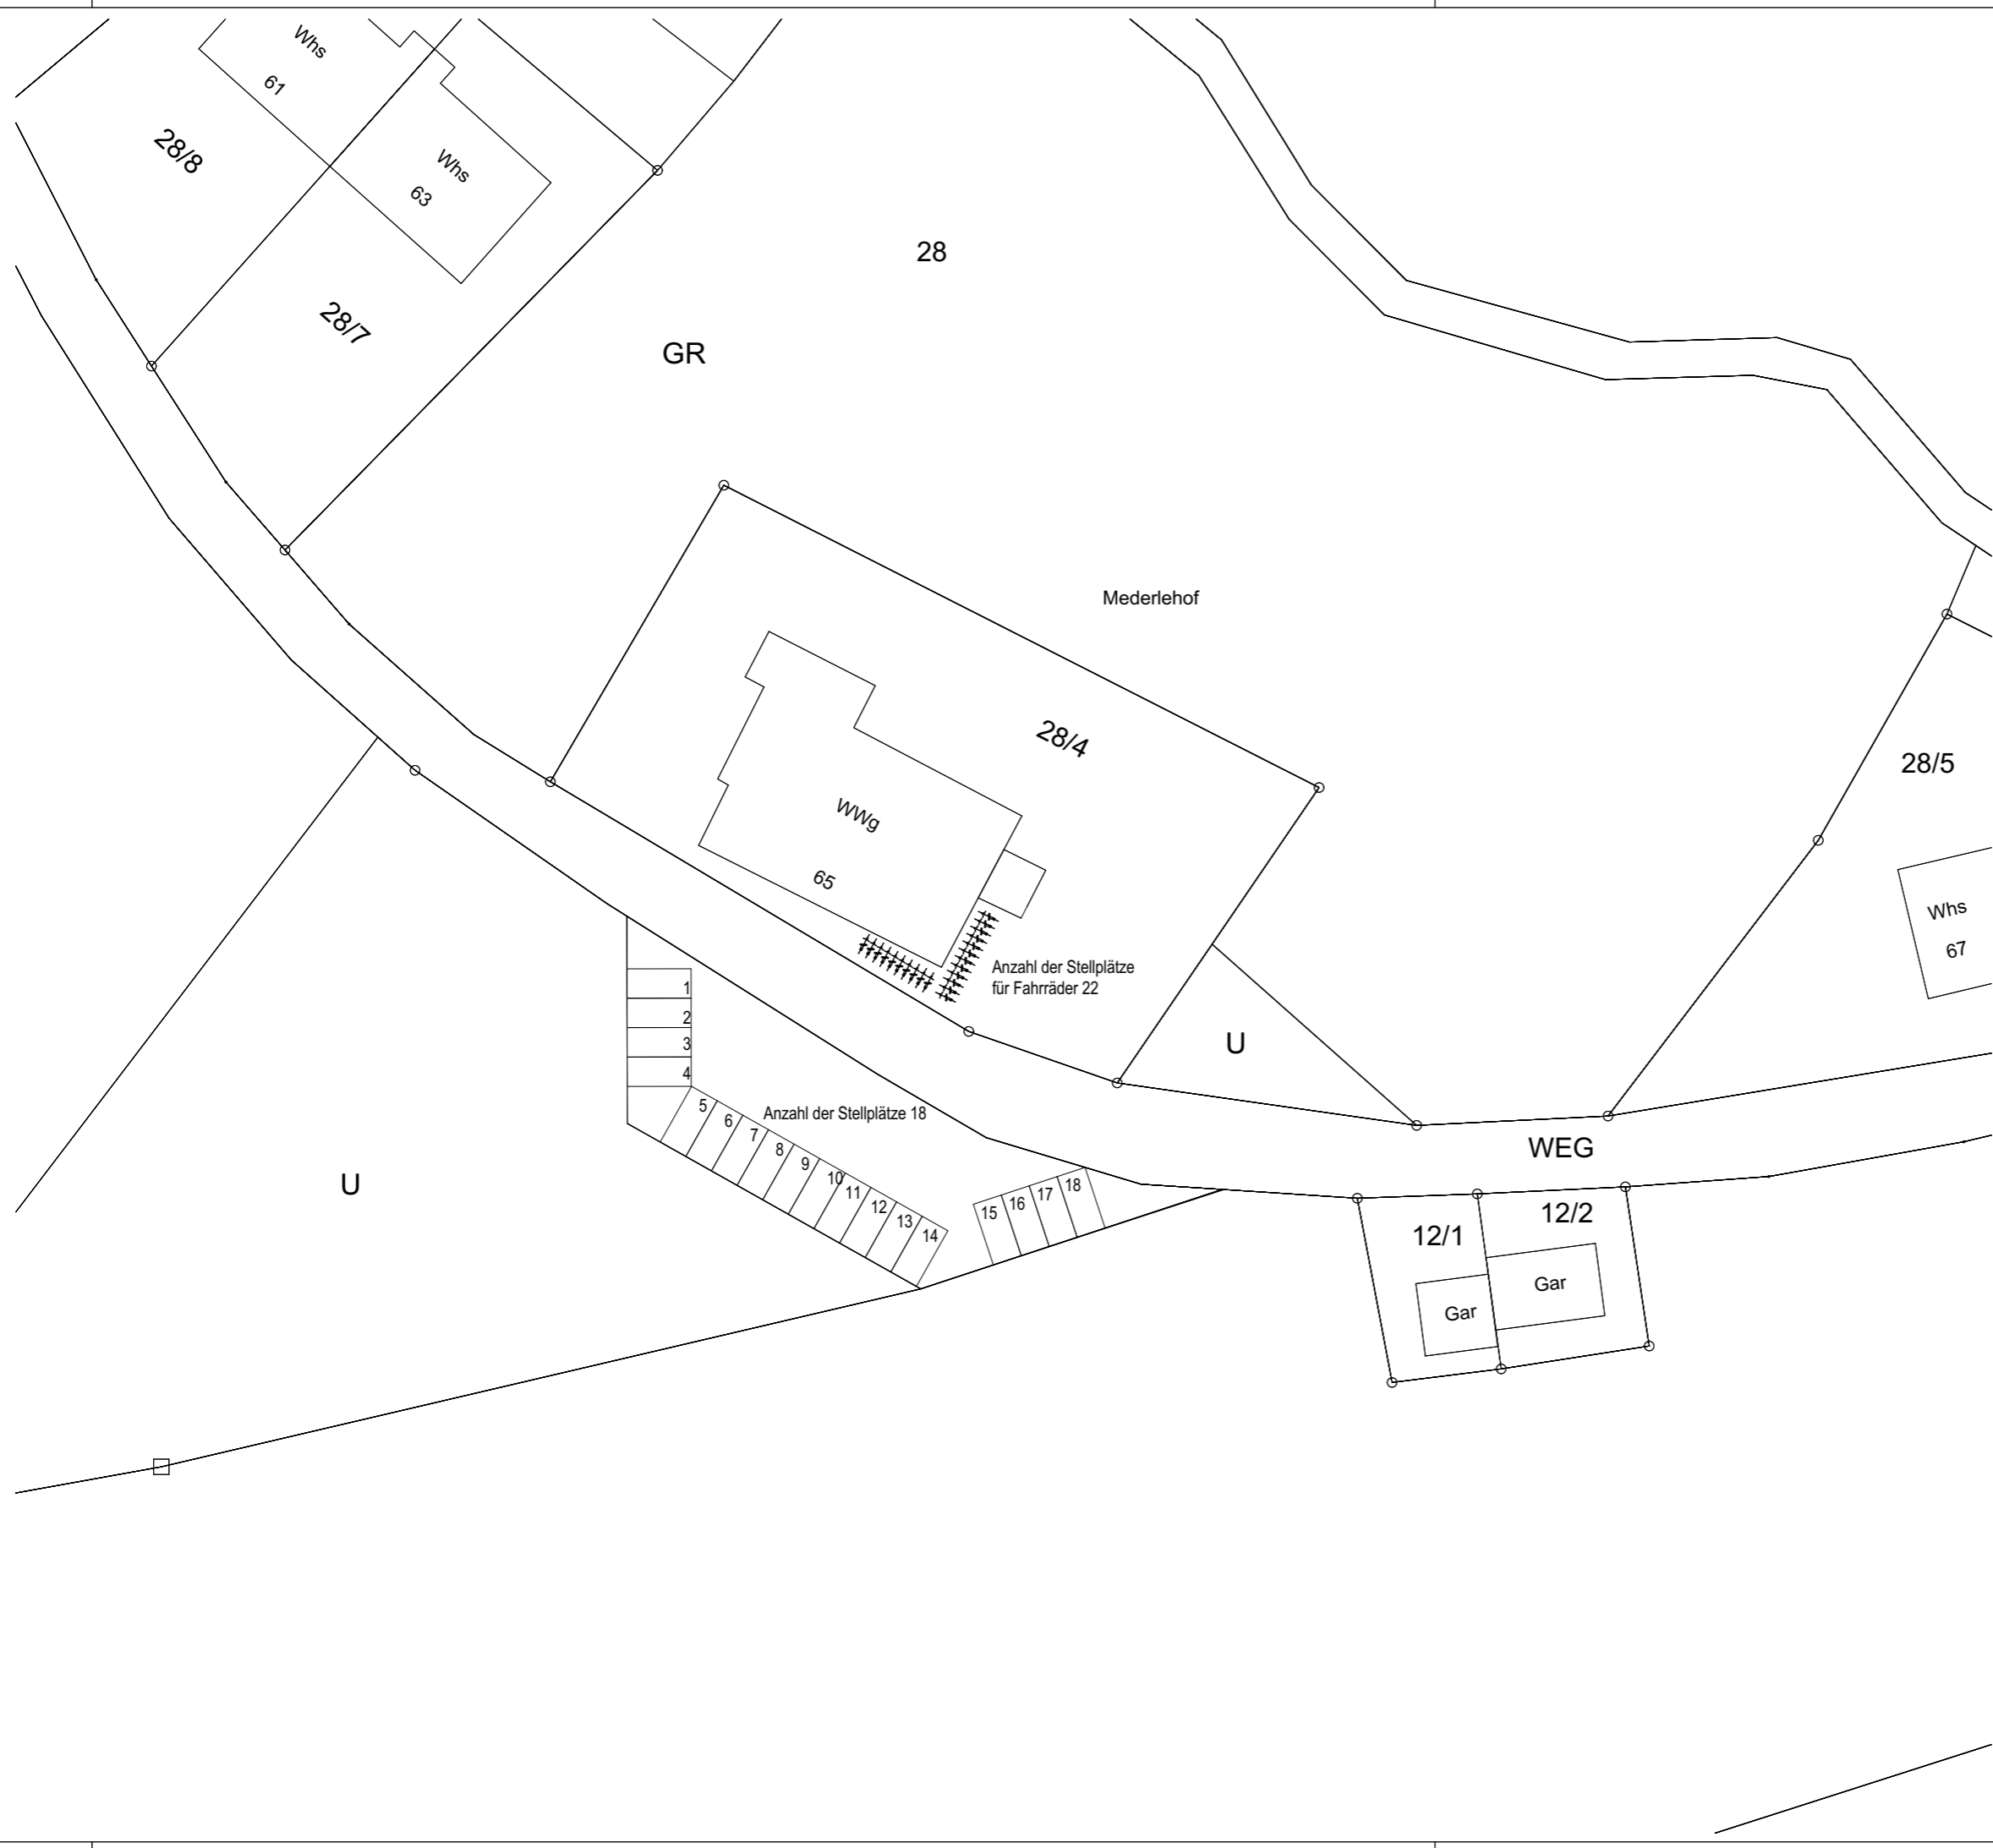 Whs
61
28/8
Whs
63
28
28/7
GR
Mederlehof
28/4
28/5
WWg
65
Whs
67
Anzahl der Stellplätze
für Fahrräder 22
1
2
3
4
U
5
6
7
8
9
10
11
12
13
14
Anzahl der Stellplätze 18
WEG
U
15
16
17
18
12/1
12/2
Gar
Gar